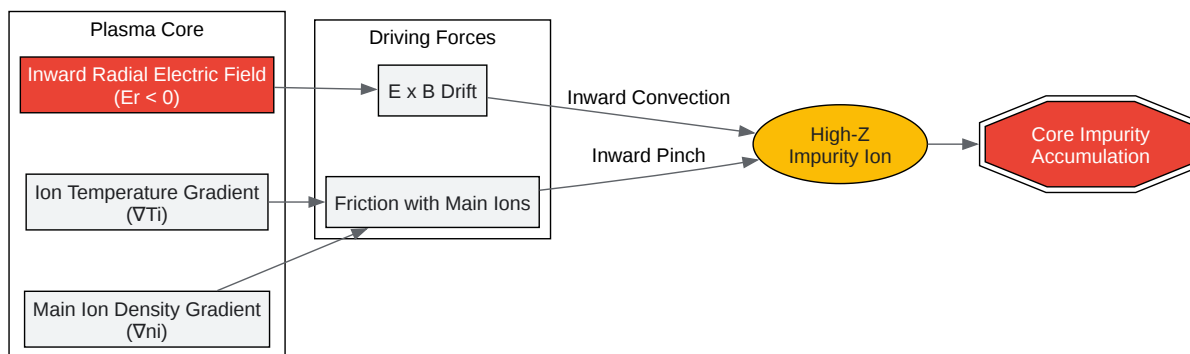 Plasma Core
Inward Radial Electric Field
(Er < 0)
Ion Temperature Gradient
(∇Ti)
Main Ion Density Gradient
(∇ni)
Driving Forces
E x B Drift
Friction with Main Ions
Inward Convection
Inward Pinch
High-Z
Impurity Ion
Core Impurity
Accumulation